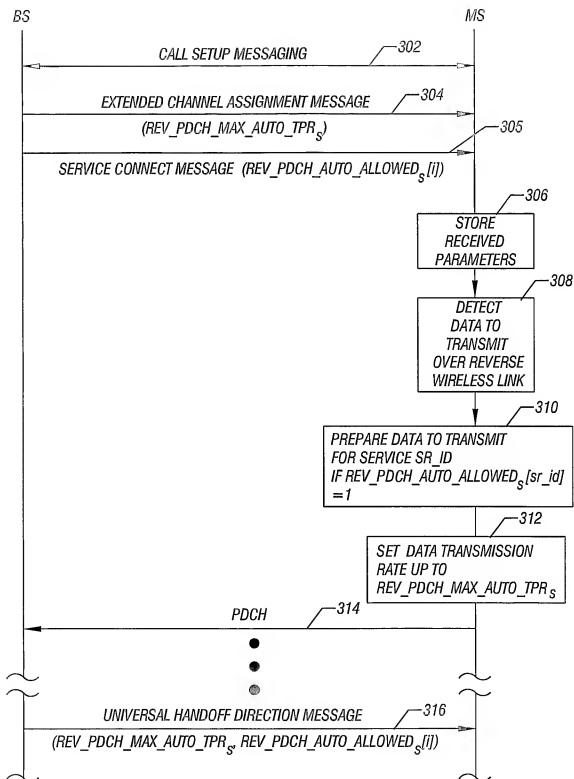 BS
MS
CALL SETUP MESSAGING
302
EXTENDED CHANNEL ASSIGNMENT MESSAGE
304
(REV_PDCH_MAX_AUTO_TPRS)
305
SERVICE CONNECT MESSAGE (REV_PDCH_AUTO_ALLOWEDS[i])
306
STORE
RECEIVED
PARAMETERS
308
DETECT
DATA TO
TRANSMIT
OVER REVERSE
WIRELESS LINK
310
PREPARE DATA TO TRANSMIT
FOR SERVICE SR_ID
IF REV_PDCH_AUTO_ALLOWEDS[sr_id]
=1
312
SET DATA TRANSMISSION
RATE UP TO
REV_PDCH_MAX_AUTO_TPRS
PDCH
314
UNIVERSAL HANDOFF DIRECTION MESSAGE
316
(REV_PDCH_MAX_AUTO_TPRS, REV_PDCH_AUTO_ALLOWEDS[i])